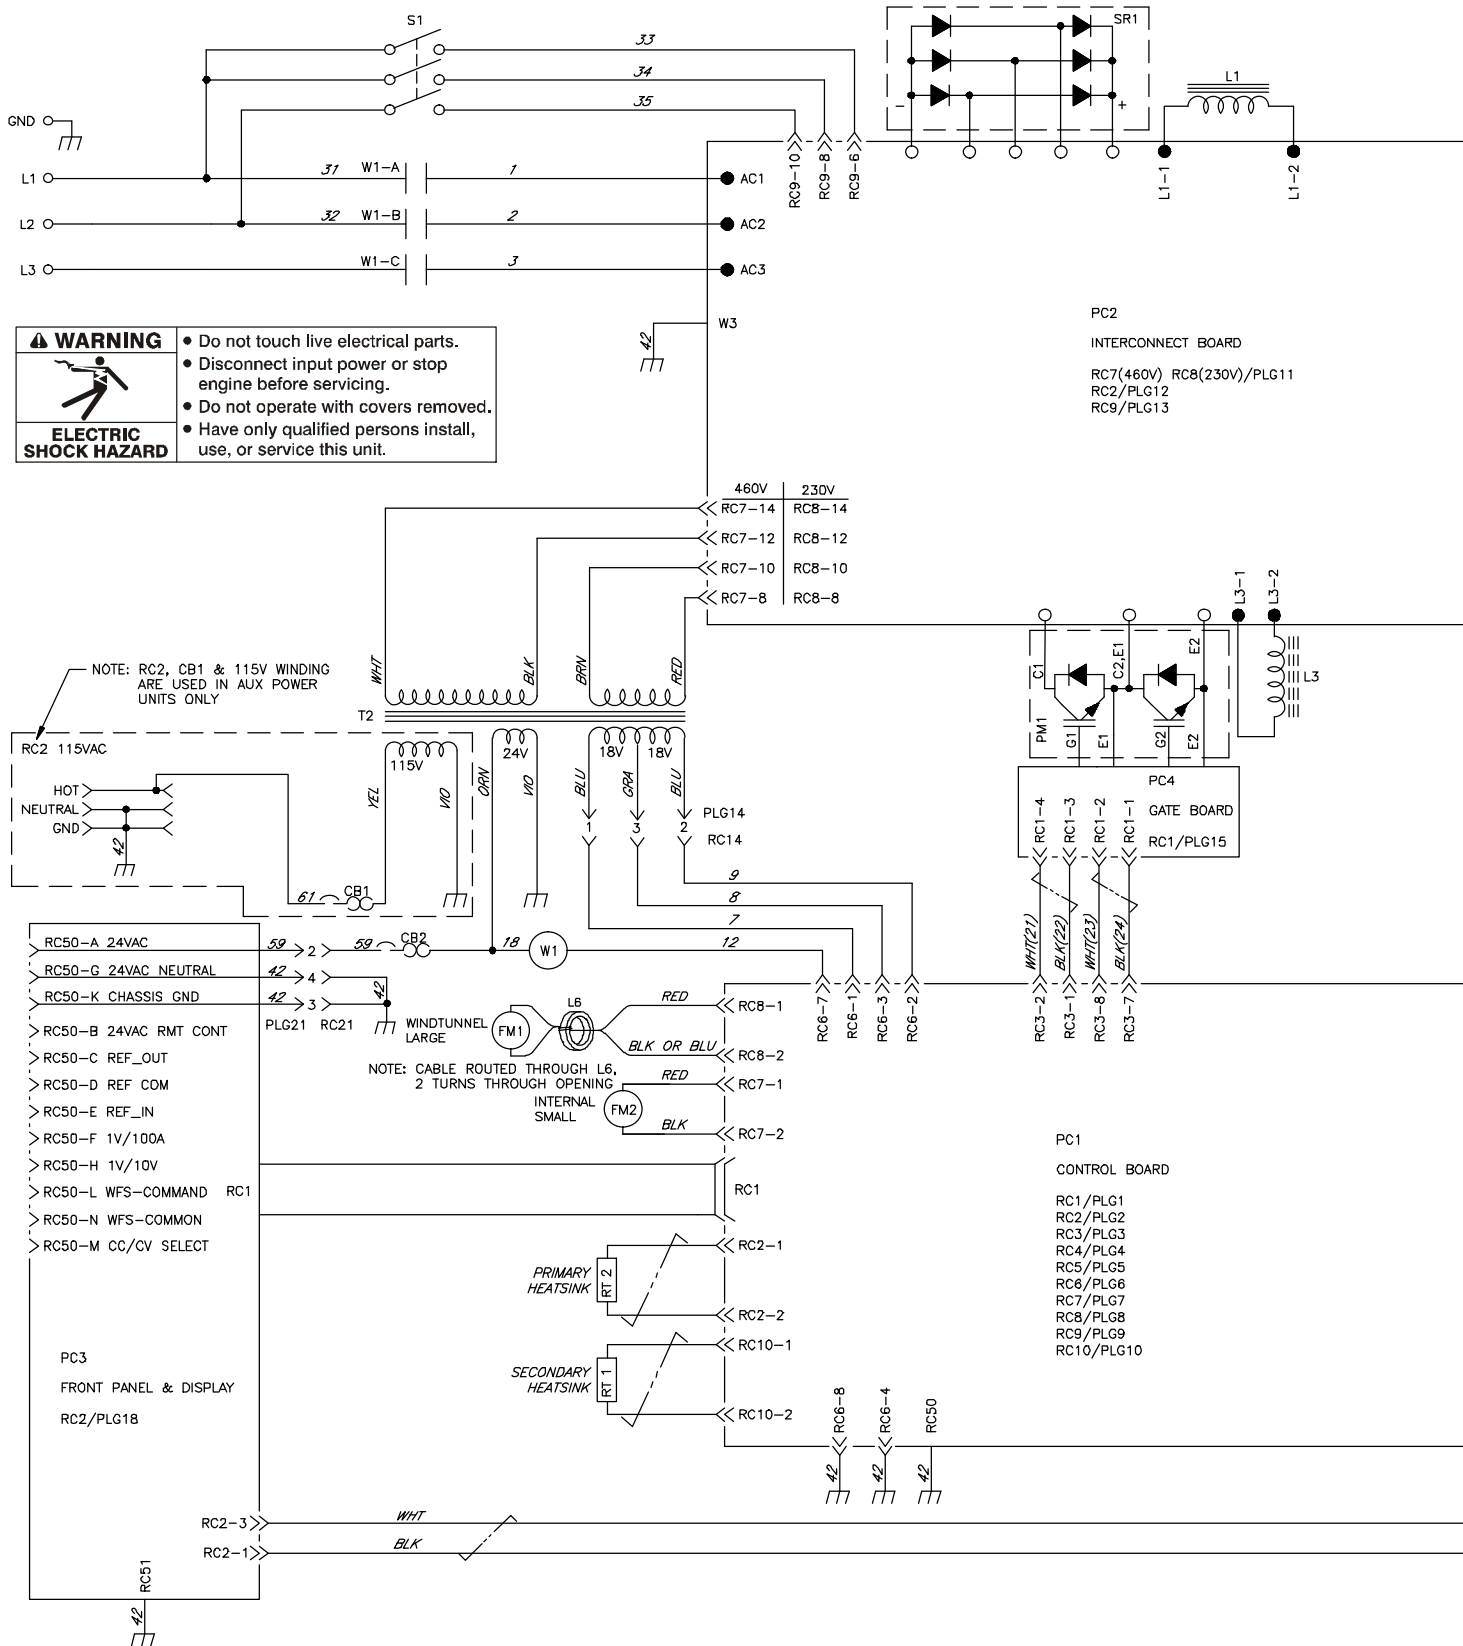 S1
33
34
35
SR1
-
+
L1
GND
L1
31
W1-A
1
AC1
RC9-10
RC9-8
RC9-6
L1-1
L1-2
L2
32
W1-B
2
AC2
L3
W1-C
3
AC3
W3
42
PC2
INTERCONNECT BOARD
RC7(460V) RC8(230V)/PLG11
RC2/PLG12
RC9/PLG13
WARNING
ELECTRIC
SHOCK HAZARD
● Do not touch live electrical parts.
● Disconnect input power or stop
engine before servicing.
● Do not operate with covers removed.
● Have only qualified persons install,
use, or service this unit.
460V 230V
RC7-14 RC8-14
RC7-12 RC8-12
RC7-10 RC8-10
RC7-8 RC8-8
L3-1
L3-2
L3
C1
C2,E1
E2
PM1
G1
E1
G2
E2
NOTE: RC2, CB1 & 115V WINDING
ARE USED IN AUX POWER
UNITS ONLY
WHT
BLK
BRN
RED
T2
RC2 115VAC
115V
24V
18V 18V
HOT
NEUTRAL
GND
42
YEL
VIO
ORN
VIO
BLU
GRA
BLU
PLG14
1 3 2
RC14
PC4
GATE BOARD
RC1/PLG15
RC1-4
RC1-3
RC1-2
RC1-1
61
CB1
9
8
7
12
WHT(21)
BLK(22)
WHT(23)
BLK(24)
RC50-A 24VAC
59
2
59
CB2
18
W1
RC50-G 24VAC NEUTRAL
42
4
RC50-K CHASSIS GND
42
3
42
PLG21 RC21
RC50-B 24VAC RMT CONT
RC50-C REF_OUT
RC50-D REF COM
RC50-E REF_IN
RC50-F 1V/100A
RC50-H 1V/10V
RC50-L WFS-COMMAND
RC1
RC50-N WFS-COMMON
RC50-M CC/CV SELECT
RC6-7
RC6-1
RC6-3
RC6-2
RC3-2
RC3-1
RC3-8
RC3-7
WINDTUNNEL
LARGE
FM1
L6
RED
RC8-1
BLK OR BLU
RC8-2
NOTE: CABLE ROUTED THROUGH L6,
2 TURNS THROUGH OPENING
RED
RC7-1
INTERNAL
SMALL
FM2
BLK
RC7-2
RC1
RC2-1
PRIMARY
HEATSINK
RT 2
RC2-2
RC10-1
SECONDARY
HEATSINK
RT 1
RC10-2
PC1
CONTROL BOARD
RC1/PLG1
RC2/PLG2
RC3/PLG3
RC4/PLG4
RC5/PLG5
RC6/PLG6
RC7/PLG7
RC8/PLG8
RC9/PLG9
RC10/PLG10
PC3
FRONT PANEL & DISPLAY
RC2/PLG18
RC6-8
RC6-4
RC50
42
42
42
RC2-3
WHT
RC2-1
BLK
RC51
42